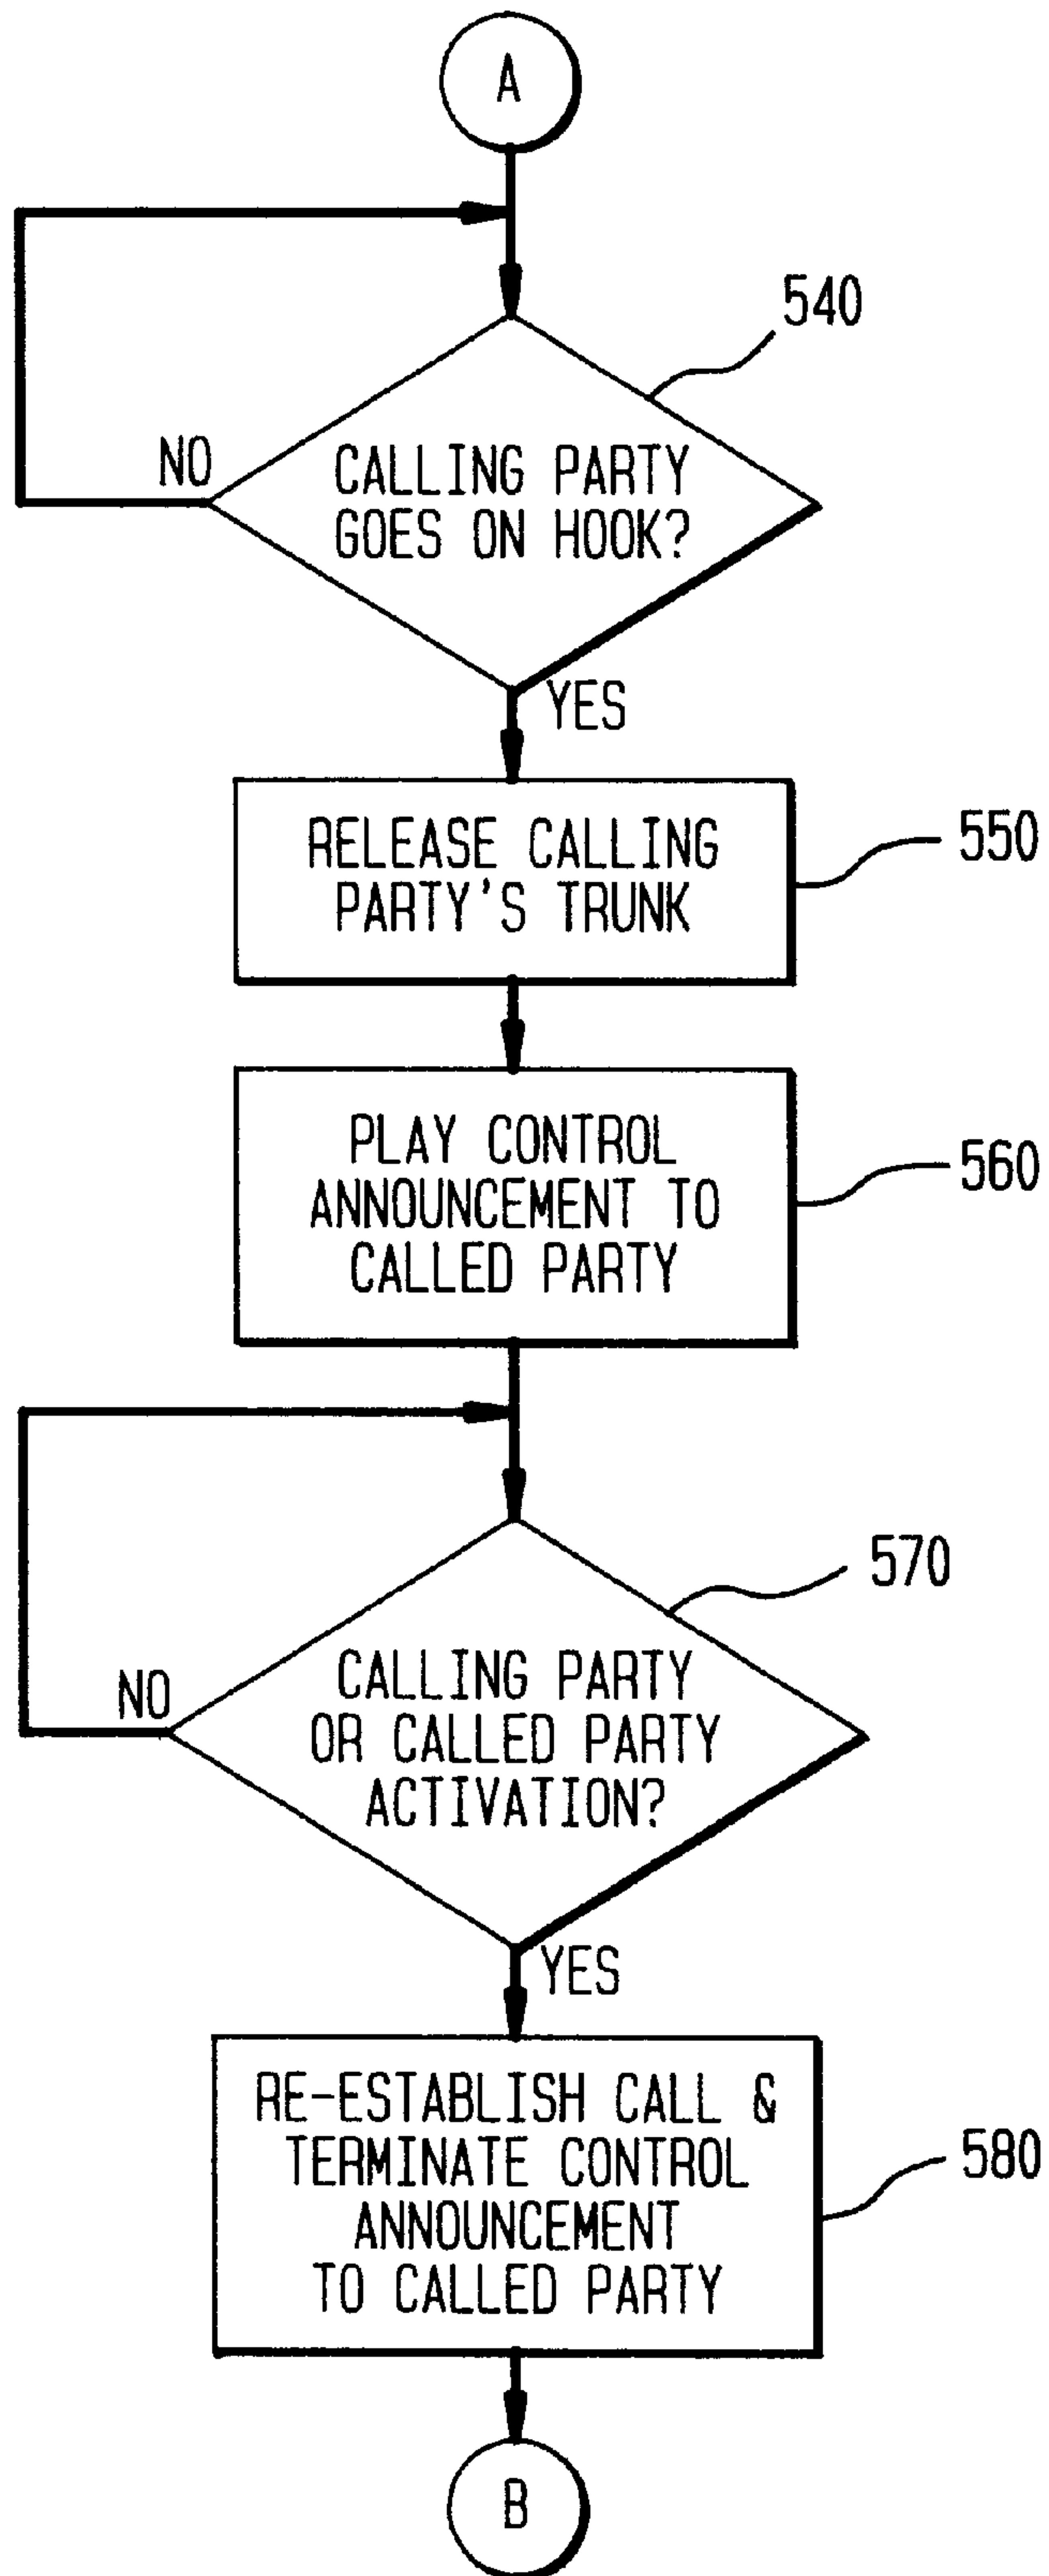 A
540
NO
CALLING PARTY
GOES ON HOOK?
YES
RELEASE CALLING
PARTY'S TRUNK
550
PLAY CONTROL
ANNOUNCEMENT TO
CALLED PARTY
560
570
NO
CALLING PARTY
OR CALLED PARTY
ACTIVATION?
YES
RE-ESTABLISH CALL &
TERMINATE CONTROL
ANNOUNCEMENT
TO CALLED PARTY
580
B